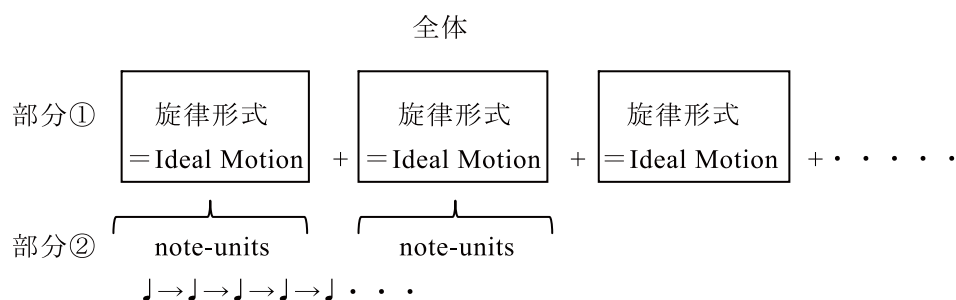 全体
部分① 旋律形式 旋律形式 旋律形式
＝Ideal Motion + ＝Ideal Motion + ＝Ideal Motion +・・・・・
部分② note-units note-units
♩→♩→♩→♩→♩・・・